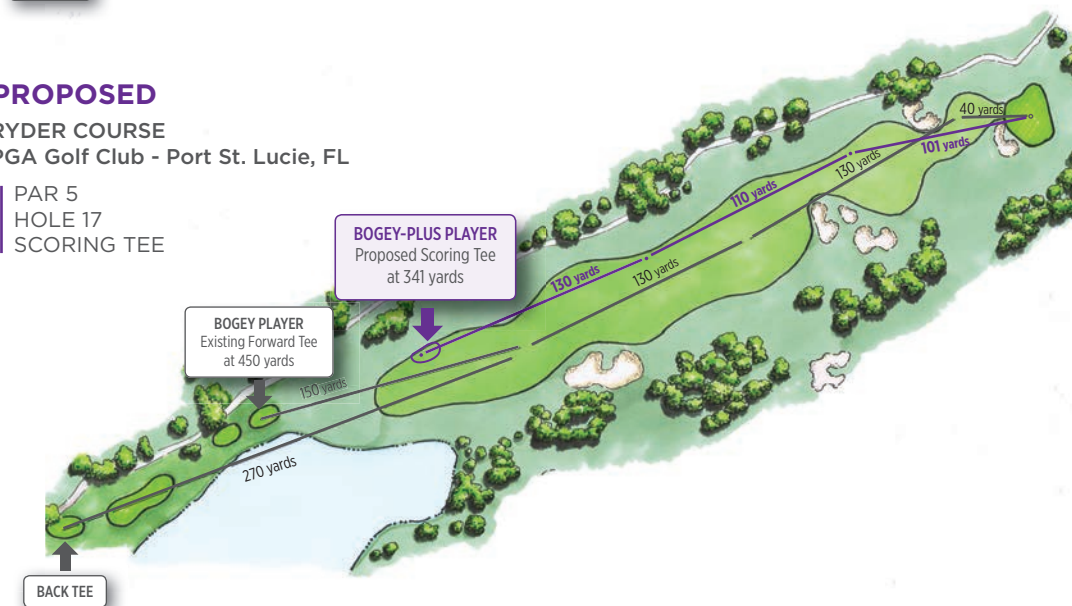 PROPOSED
RYDER COURSE
PGA Golf Club - Port St. Lucie, FL
PAR 5
HOLE 17
SCORING TEE
BOGEY-PLUS PLAYER
Proposed Scoring Tee
at 341 yards
BOGEY PLAYER
Existing Forward Tee
at 450 yards
40 yards
101 yards
130 yards
110 yards
130 yards
130 yards
150 yards
270 yards
BACK TEE